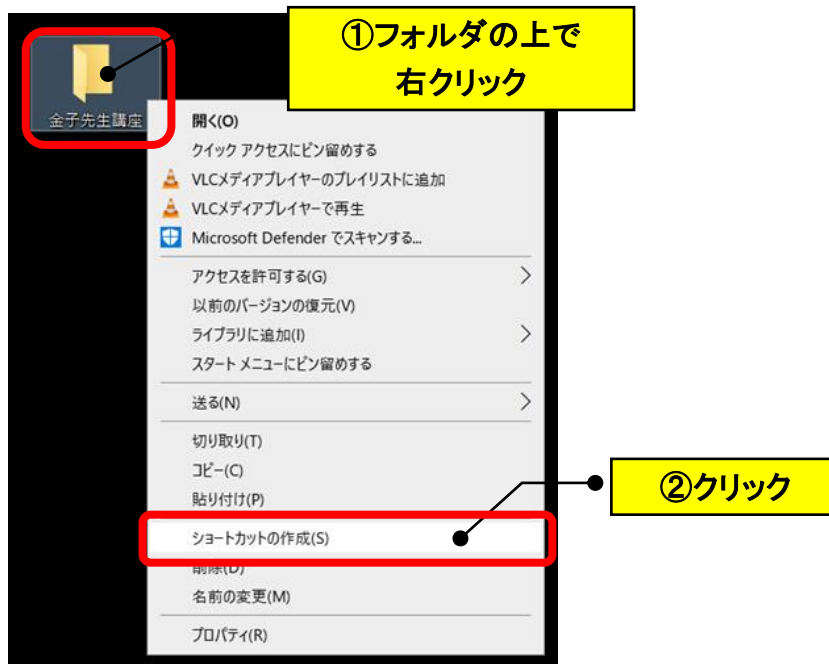 ①フォルダの上で
右クリック
金子先生講座
開く(O)
クイック アクセスにピン留めする
VLCメディアプレイヤーのプレイリストに追加
VLCメディアプレイヤーで再生
Microsoft Defender でスキャンする...
アクセスを許可する(G)
以前のバージョンの復元(V)
ライブラリに追加(I)
スタート メニューにピン留めする
送る(N)
切り取り(T)
コピー(C)
貼り付け(P)
②クリック
ショートカットの作成(S)
削除(D)
名前の変更(M)
プロパティ(R)